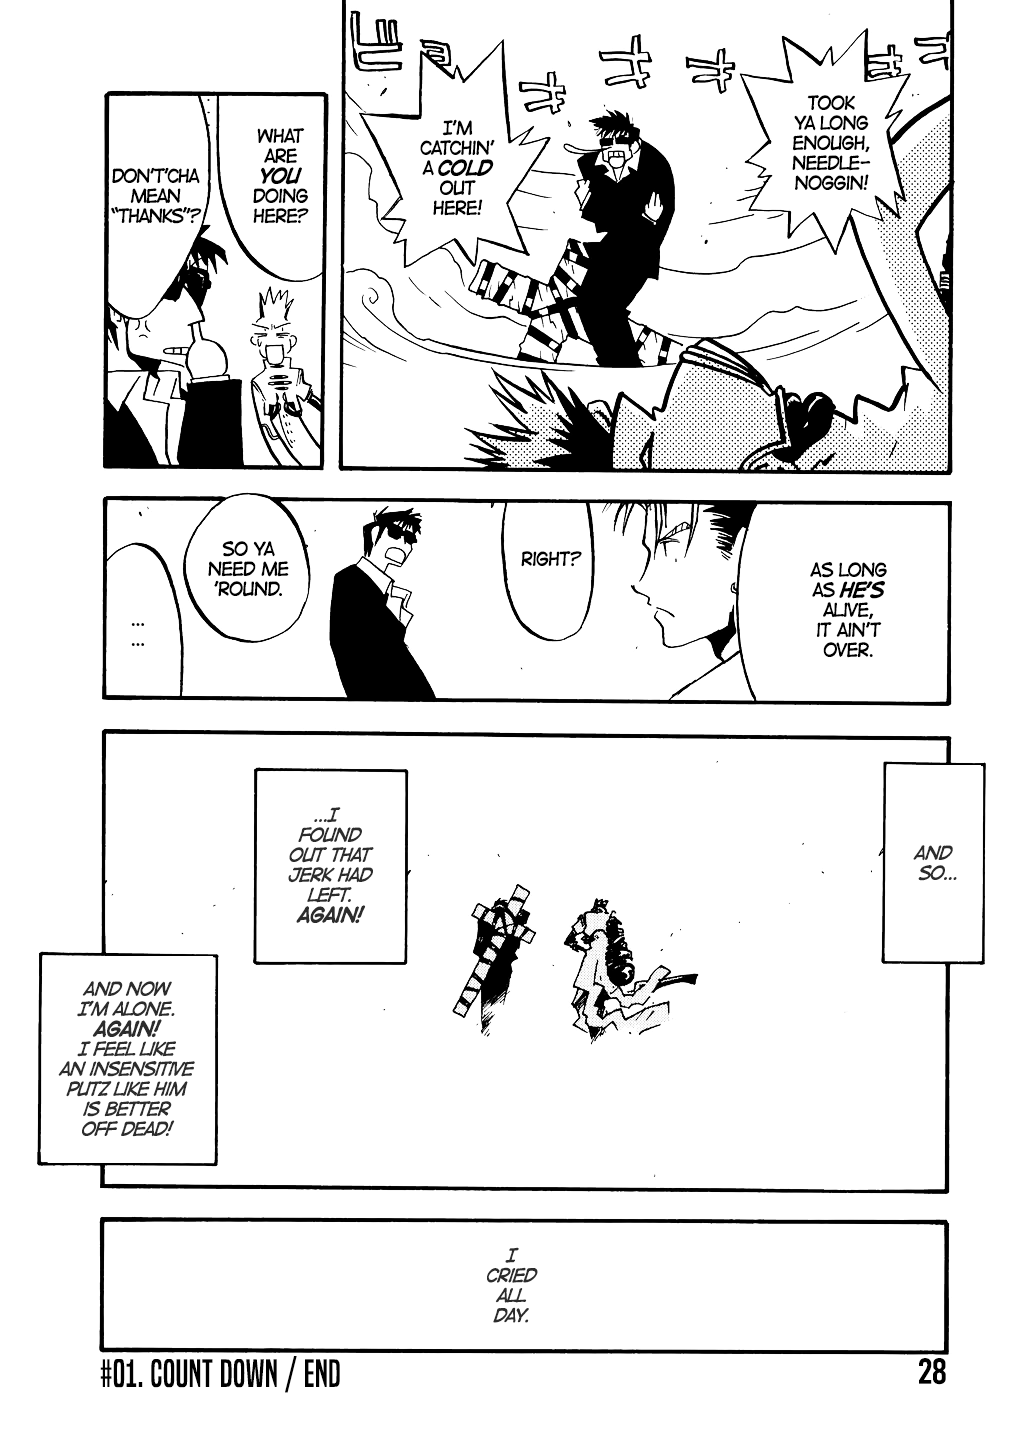 TOOK
YA LONG
ENOUGH,
NEEDLE-
NOGGIN!
I'M
CATCHIN'
A COLD
OUT
HERE!
WHAT
ARE
YOU
DOING
HERE?
DON'T'CHA
MEAN
"THANKS"?
AS LONG
AS HE'S
ALIVE,
IT AIN'T
OVER.
RIGHT?
SO YA
NEED ME
'ROUND.
...
...
AND
SO...
...I
FOUND
OUT THAT
JERK HAD
LEFT.
AGAIN!
AND NOW
I'M ALONE.
AGAIN!
I FEEL LIKE
AN INSENSITIVE
PUTZ LIKE HIM
IS BETTER
OFF DEAD!
I
CRIED
ALL
DAY.
#01. COUNT DOWN / END
28